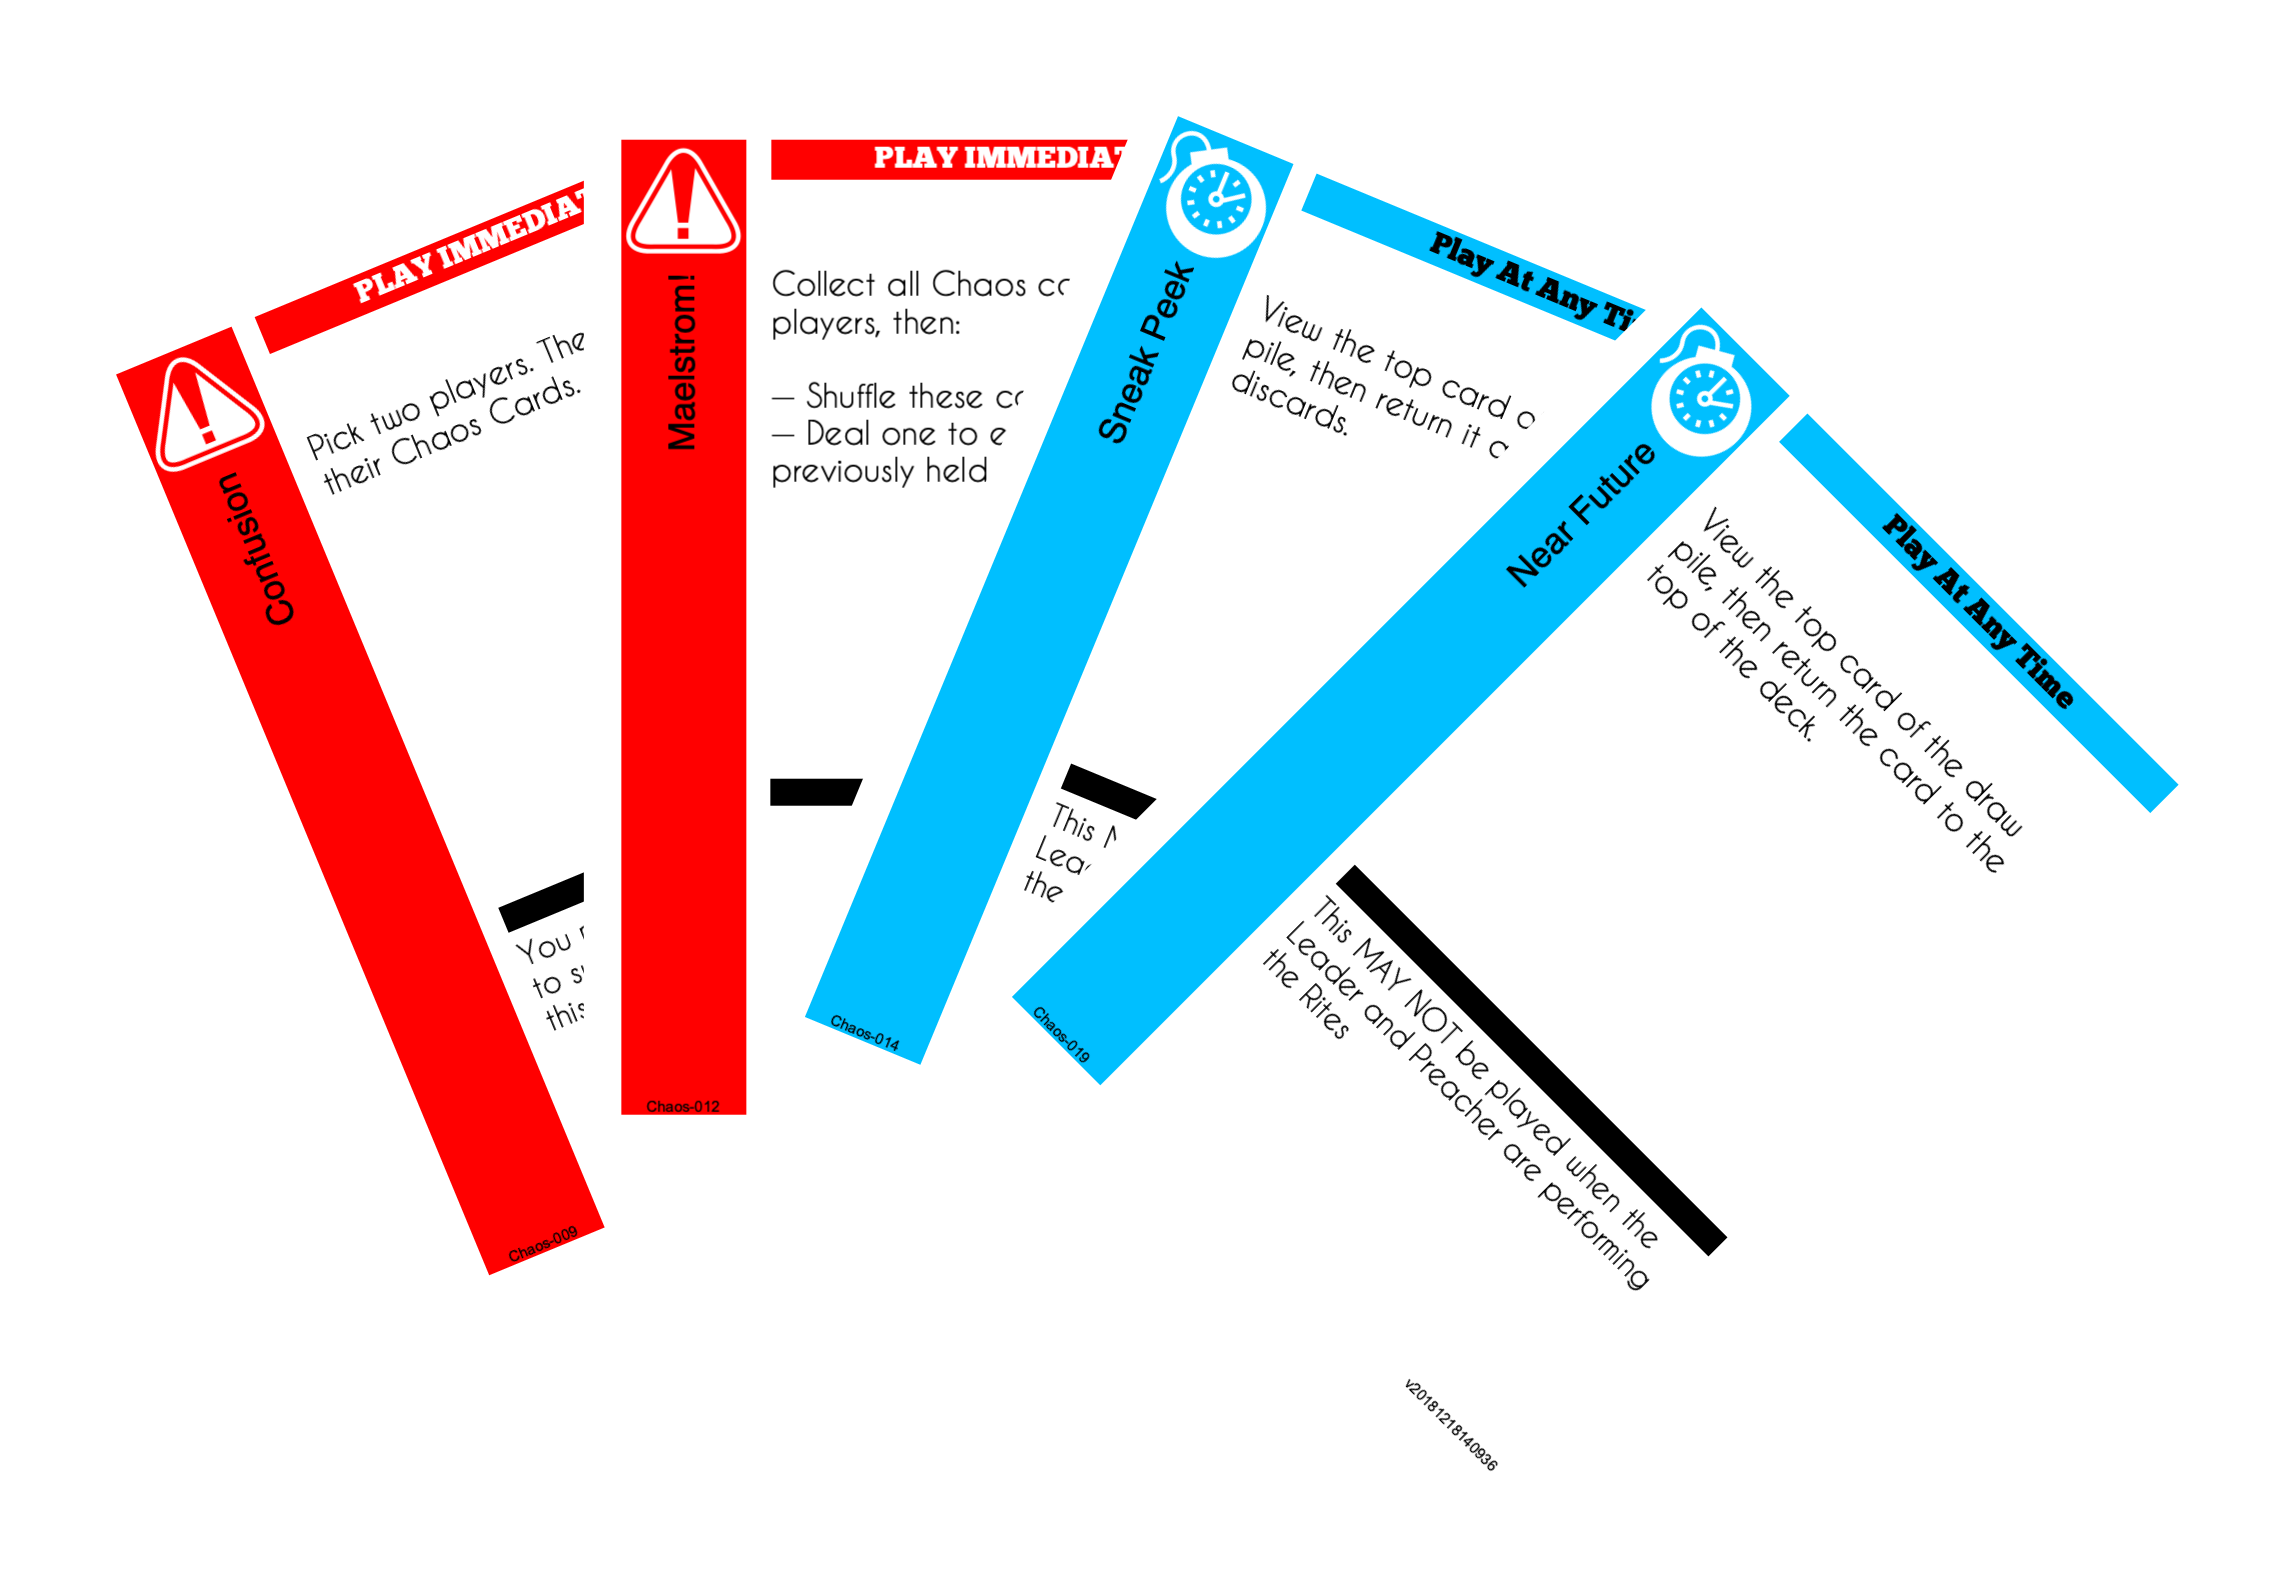 PLAY IMMEDIAT
Confusion
Pick two players. The
their Chaos Cards.
You
to
this
Chaos-009
PLAY IMMEDIAT
Maelstrom!
Collect all Chaos
players, then:
— Shuffle these
— Deal one to
previously held
Chaos-012
Play At Any
Sneak Peek
View the top card
pile, then return it
discards.
This
the
Chaos-014
Play At Any Time
Near Future
View the top card of the draw
pile, then return the card to the
top of the deck.
This MAY NOT be played when the
Leader and Preacher are performing
the Rites
Chaos-019
v20181218140936